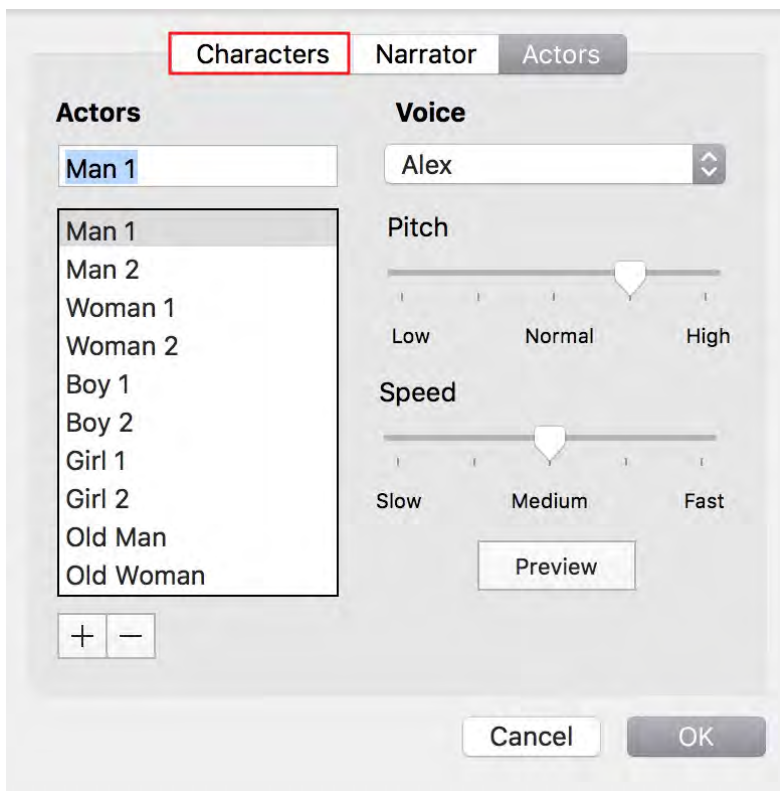 Characters Narrator Actors
Actors
Man 1
Man 1
Man 2
Woman 1
Woman 2
Boy 1
Boy 2
Girl 1
Girl 2
Old Man
Old Woman
+ −
Voice
Alex
Pitch
Low Normal High
Speed
Slow Medium Fast
Preview
Cancel OK